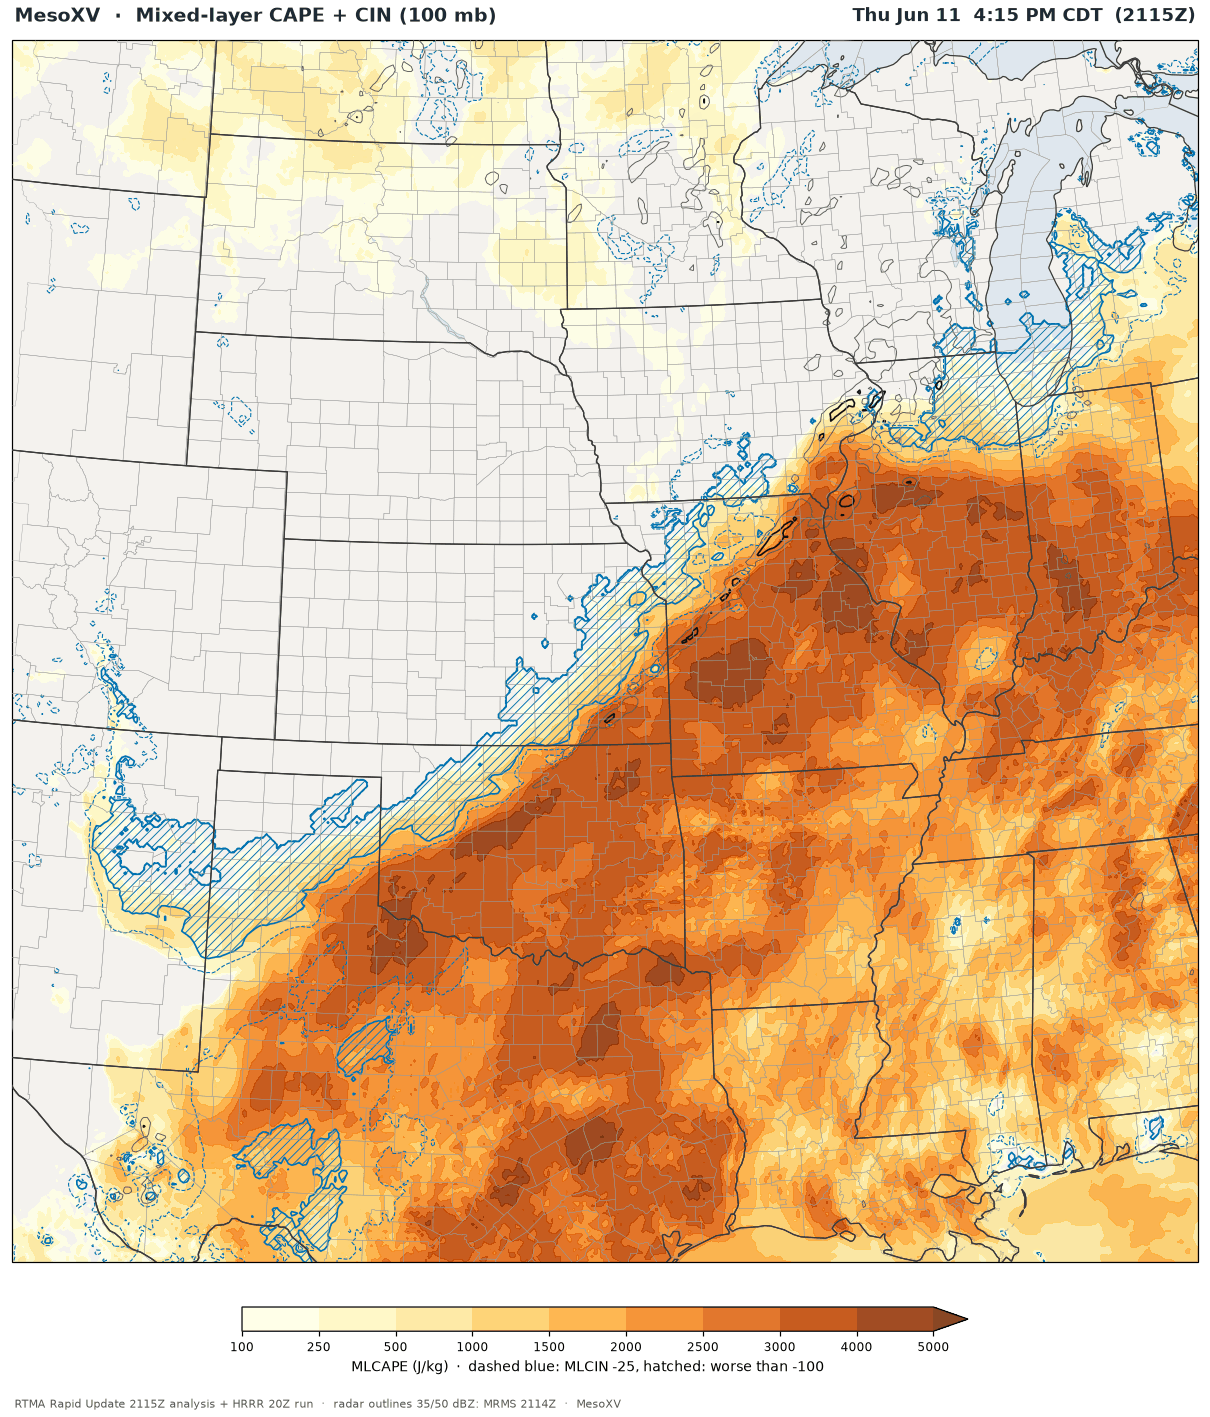 MesoXV · Mixed-layer CAPE + CIN (100 mb)
Thu Jun 11 4:15 PM CDT (2115Z)
100 250 500 1000 1500 2000 2500 3000 4000 5000
MLCAPE (J/kg) · dashed blue: MLCIN -25, hatched: worse than -100
RTMA Rapid Update 2115Z analysis + HRRR 20Z run · radar outlines 35/50 dBZ: MRMS 2114Z · MesoXV